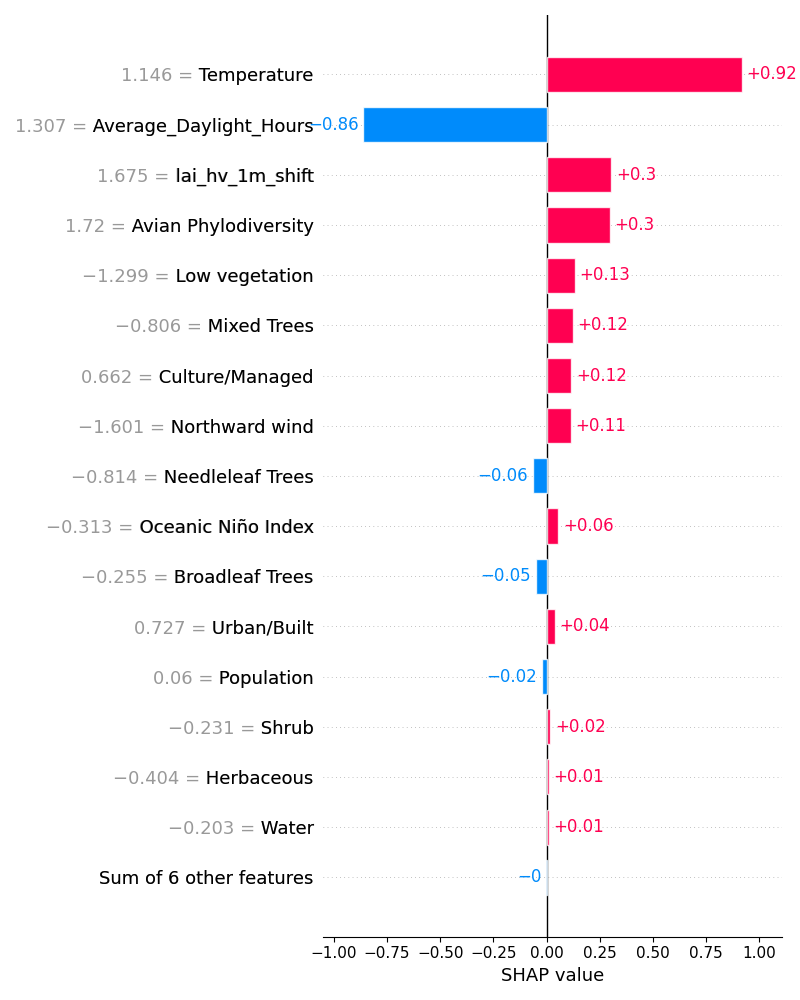 1.146 = Temperature +0.92
1.307 = Average_Daylight_Hours −0.86
1.675 = lai_hv_1m_shift +0.3
1.72 = Avian Phylodiversity +0.3
−1.299 = Low vegetation +0.13
−0.806 = Mixed Trees +0.12
0.662 = Culture/Managed +0.12
−1.601 = Northward wind +0.11
−0.814 = Needleleaf Trees −0.06
−0.313 = Oceanic Niño Index +0.06
−0.255 = Broadleaf Trees −0.05
0.727 = Urban/Built +0.04
0.06 = Population −0.02
−0.231 = Shrub +0.02
−0.404 = Herbaceous +0.01
−0.203 = Water +0.01
Sum of 6 other features −0
−1.00 −0.75 −0.50 −0.25 0.00 0.25 0.50 0.75 1.00
SHAP value